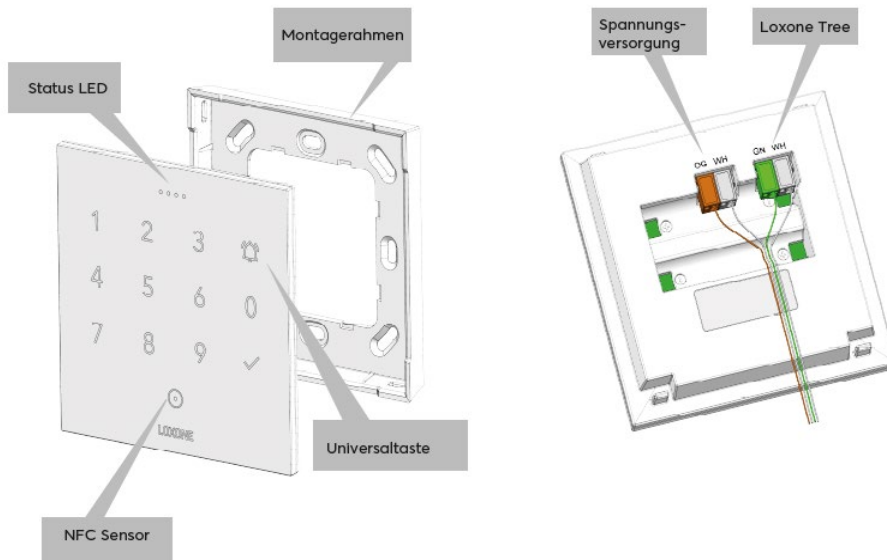 Montagerahmen
Status LED
Spannungs-
versorgung
Loxone Tree
OG WH
GN WH
1 2 3
4 5 6 0
7 8 9
LOXONE
Universaltaste
NFC Sensor